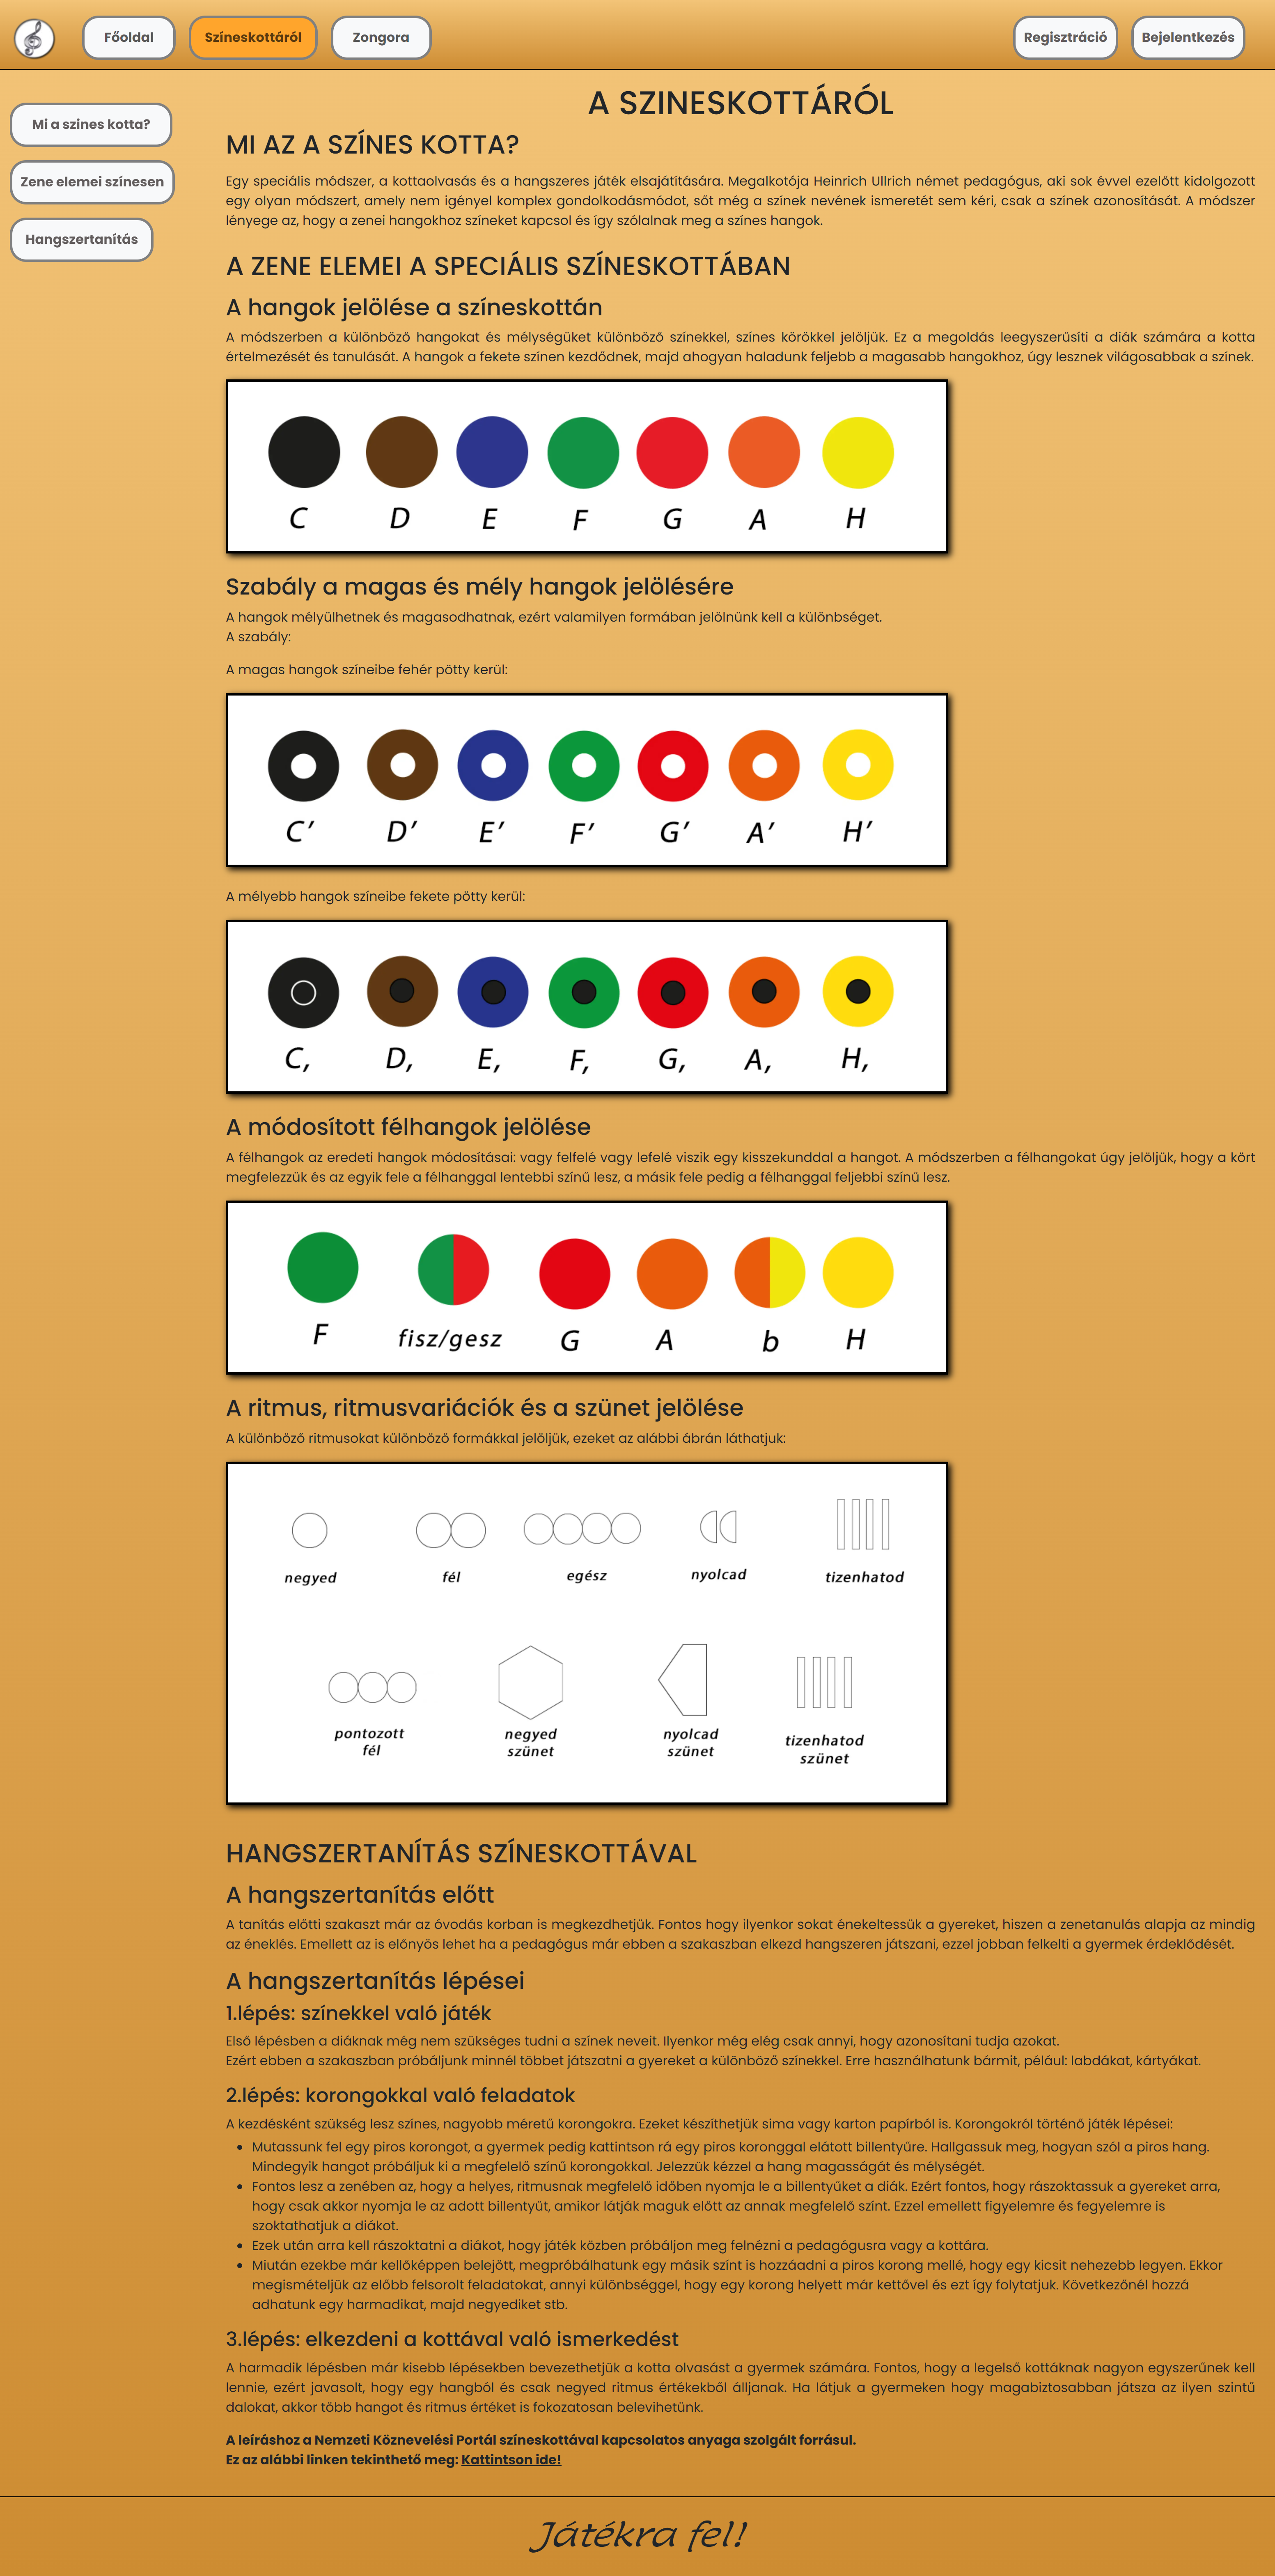 Főoldal
Színeskottáról
Zongora
Regisztráció
Bejelentkezés
Mi a szines kotta?
Zene elemei színesen
Hangszertanítás
A SZINESKOTTÁRÓL
MI AZ A SZÍNES KOTTA?
Egy speciális módszer, a kottaolvasás és a hangszeres játék elsajátítására. Megalkotója Heinrich Ullrich német pedagógus, aki sok évvel ezelőtt kidolgozott
egy olyan módszert, amely nem igényel komplex gondolkodásmódot, sőt még a színek nevének ismeretét sem kéri, csak a színek azonosítását. A módszer
lényege az, hogy a zenei hangokhoz színeket kapcsol és így szólalnak meg a színes hangok.
A ZENE ELEMEI A SPECIÁLIS SZÍNESKOTTÁBAN
A hangok jelölése a színeskottán
A módszerben a különböző hangokat és mélységüket különböző színekkel, színes körökkel jelöljük. Ez a megoldás leegyszerűsíti a diák számára a kotta
értelmezését és tanulását. A hangok a fekete színen kezdődnek, majd ahogyan haladunk feljebb a magasabb hangokhoz, úgy lesznek világosabbak a színek.
C D E F G A H
Szabály a magas és mély hangok jelölésére
A hangok mélyülhetnek és magasodhatnak, ezért valamilyen formában jelölnünk kell a különbséget.
A szabály:
A magas hangok színeibe fehér pötty kerül:
C' D' E' F' G' A' H'
A mélyebb hangok színeibe fekete pötty kerül:
C, D, E, F, G, A, H,
A módosított félhangok jelölése
A félhangok az eredeti hangok módosításai: vagy felfelé vagy lefelé viszik egy kisszekunddal a hangot. A módszerben a félhangokat úgy jelöljük, hogy a kört
megfelezzük és az egyik fele a félhanggal lentebbi színű lesz, a másik fele pedig a félhanggal feljebbi színű lesz.
F fisz/gesz G A b H
A ritmus, ritmusvariációk és a szünet jelölése
A különböző ritmusokat különböző formákkal jelöljük, ezeket az alábbi ábrán láthatjuk:
negyed fél egész nyolcad tizenhatod
pontozott
fél
negyed
szünet
nyolcad
szünet
tizenhatod
szünet
HANGSZERTANÍTÁS SZÍNESKOTTÁVAL
A hangszertanítás előtt
A tanítás előtti szakaszt már az óvodás korban is megkezdhetjük. Fontos hogy ilyenkor sokat énekeltessük a gyereket, hiszen a zenetanulás alapja az mindig
az éneklés. Emellett az is előnyös lehet ha a pedagógus már ebben a szakaszban elkezd hangszeren játszani, ezzel jobban felkelti a gyermek érdeklődését.
A hangszertanítás lépései
1.lépés: színekkel való játék
Első lépésben a diáknak még nem szükséges tudni a színek neveit. Ilyenkor még elég csak annyi, hogy azonosítani tudja azokat.
Ezért ebben a szakaszban próbáljunk minnél többet játszatni a gyereket a különböző színekkel. Erre használhatunk bármit, pélául: labdákat, kártyákat.
2.lépés: korongokkal való feladatok
A kezdésként szükség lesz színes, nagyobb méretű korongokra. Ezeket készíthetjük sima vagy karton papírból is. Korongokról történő játék lépései:
• Mutassunk fel egy piros korongot, a gyermek pedig kattintson rá egy piros koronggal elátott billentyűre. Hallgassuk meg, hogyan szól a piros hang.
Mindegyik hangot próbáljuk ki a megfelelő színű korongokkal. Jelezzük kézzel a hang magasságát és mélységét.
• Fontos lesz a zenében az, hogy a helyes, ritmusnak megfelelő időben nyomja le a billentyűket a diák. Ezért fontos, hogy rászoktassuk a gyereket arra,
hogy csak akkor nyomja le az adott billentyűt, amikor látják maguk előtt az annak megfelelő színt. Ezzel emellett figyelemre és fegyelemre is
szoktathatjuk a diákot.
• Ezek után arra kell rászoktatni a diákot, hogy játék közben próbáljon meg felnézni a pedagógusra vagy a kottára.
• Miután ezekbe már kellőképpen belejött, megpróbálhatunk egy másik színt is hozzáadni a piros korong mellé, hogy egy kicsit nehezebb legyen. Ekkor
megismételjük az előbb felsorolt feladatokat, annyi különbséggel, hogy egy korong helyett már kettővel és ezt így folytatjuk. Következőnél hozzá
adhatunk egy harmadikat, majd negyediket stb.
3.lépés: elkezdeni a kottával való ismerkedést
A harmadik lépésben már kisebb lépésekben bevezethetjük a kotta olvasást a gyermek számára. Fontos, hogy a legelső kottáknak nagyon egyszerűnek kell
lennie, ezért javasolt, hogy egy hangból és csak negyed ritmus értékekből álljanak. Ha látjuk a gyermeken hogy magabiztosabban játsza az ilyen szintű
dalokat, akkor több hangot és ritmus értéket is fokozatosan belevihetünk.
A leíráshoz a Nemzeti Köznevelési Portál színeskottával kapcsolatos anyaga szolgált forrásul.
Ez az alábbi linken tekinthető meg: Kattintson ide!
Játékra fel!